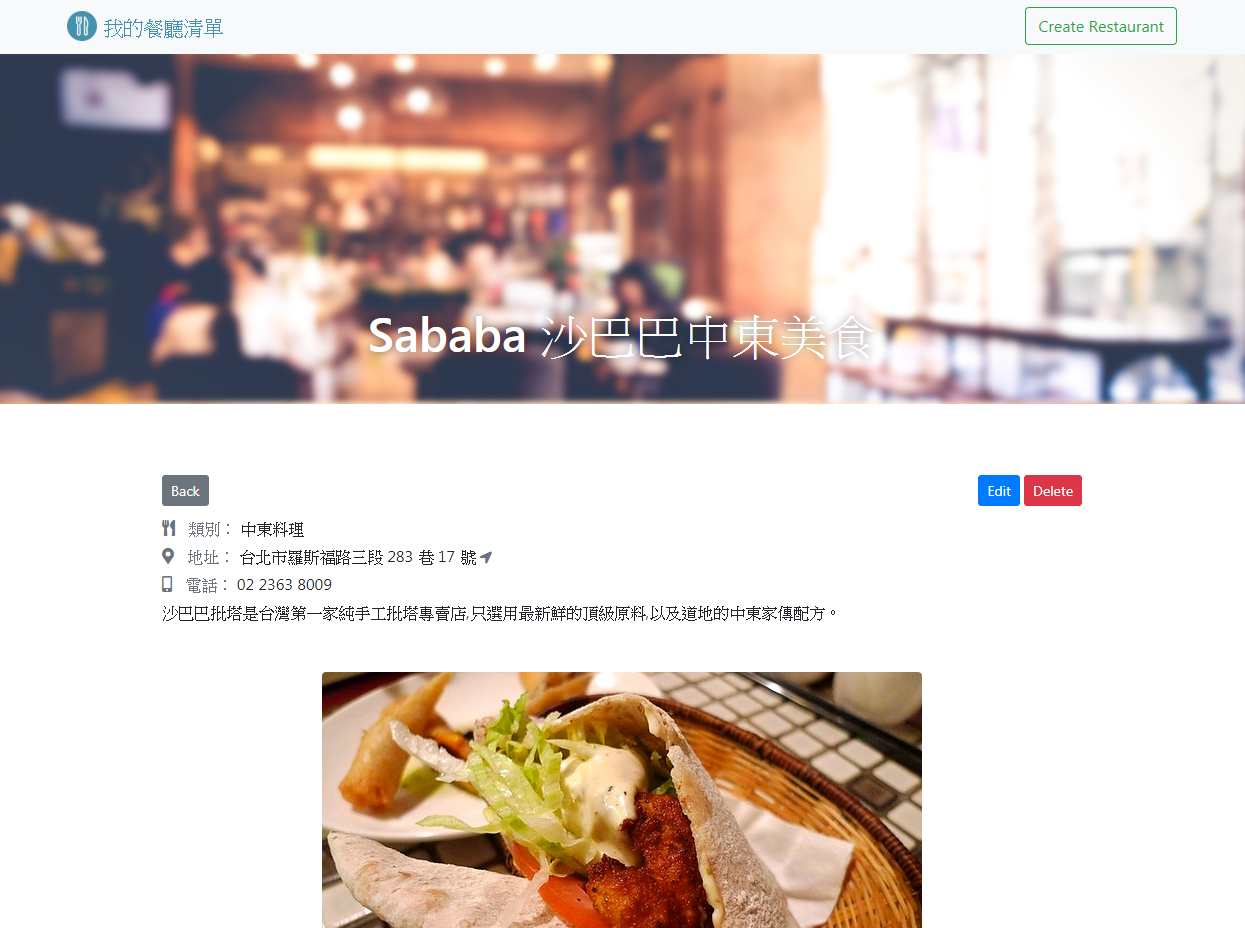 我的餐廳清單
Create Restaurant
Sababa 沙巴巴中東美食
Back
Edit
Delete
類別： 中東料理
地址： 台北市羅斯福路三段 283 巷 17 號
電話： 02 2363 8009
沙巴巴批塔是台灣第一家純手工批塔專賣店,只選用最新鮮的頂級原料,以及道地的中東家傳配方。